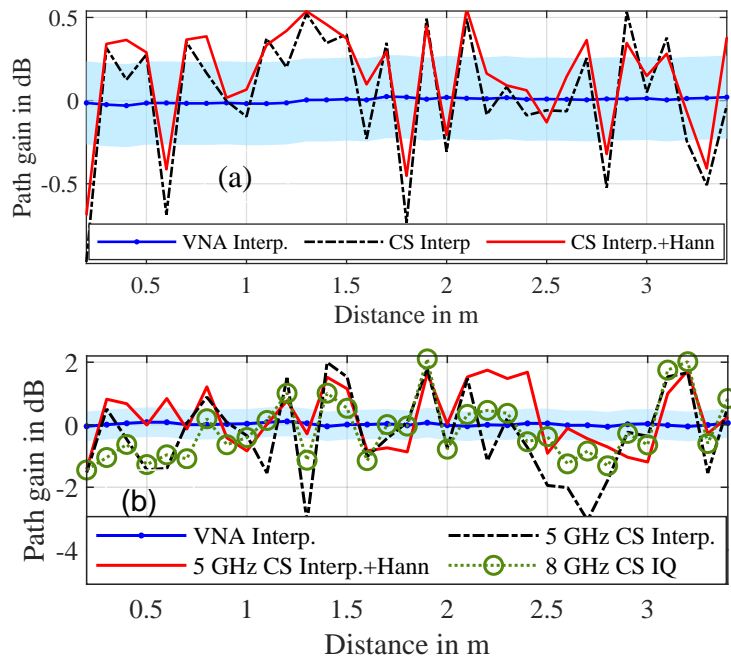 0.5
0
-0.5
Path gain in dB
(a)
VNA Interp. CS Interp CS Interp.+Hann
0.5 1 1.5 2 2.5 3
Distance in m
2
0
-2
-4
Path gain in dB
(b)
VNA Interp. 5 GHz CS Interp.
5 GHz CS Interp.+Hann 8 GHz CS IQ
0.5 1 1.5 2 2.5 3
Distance in m